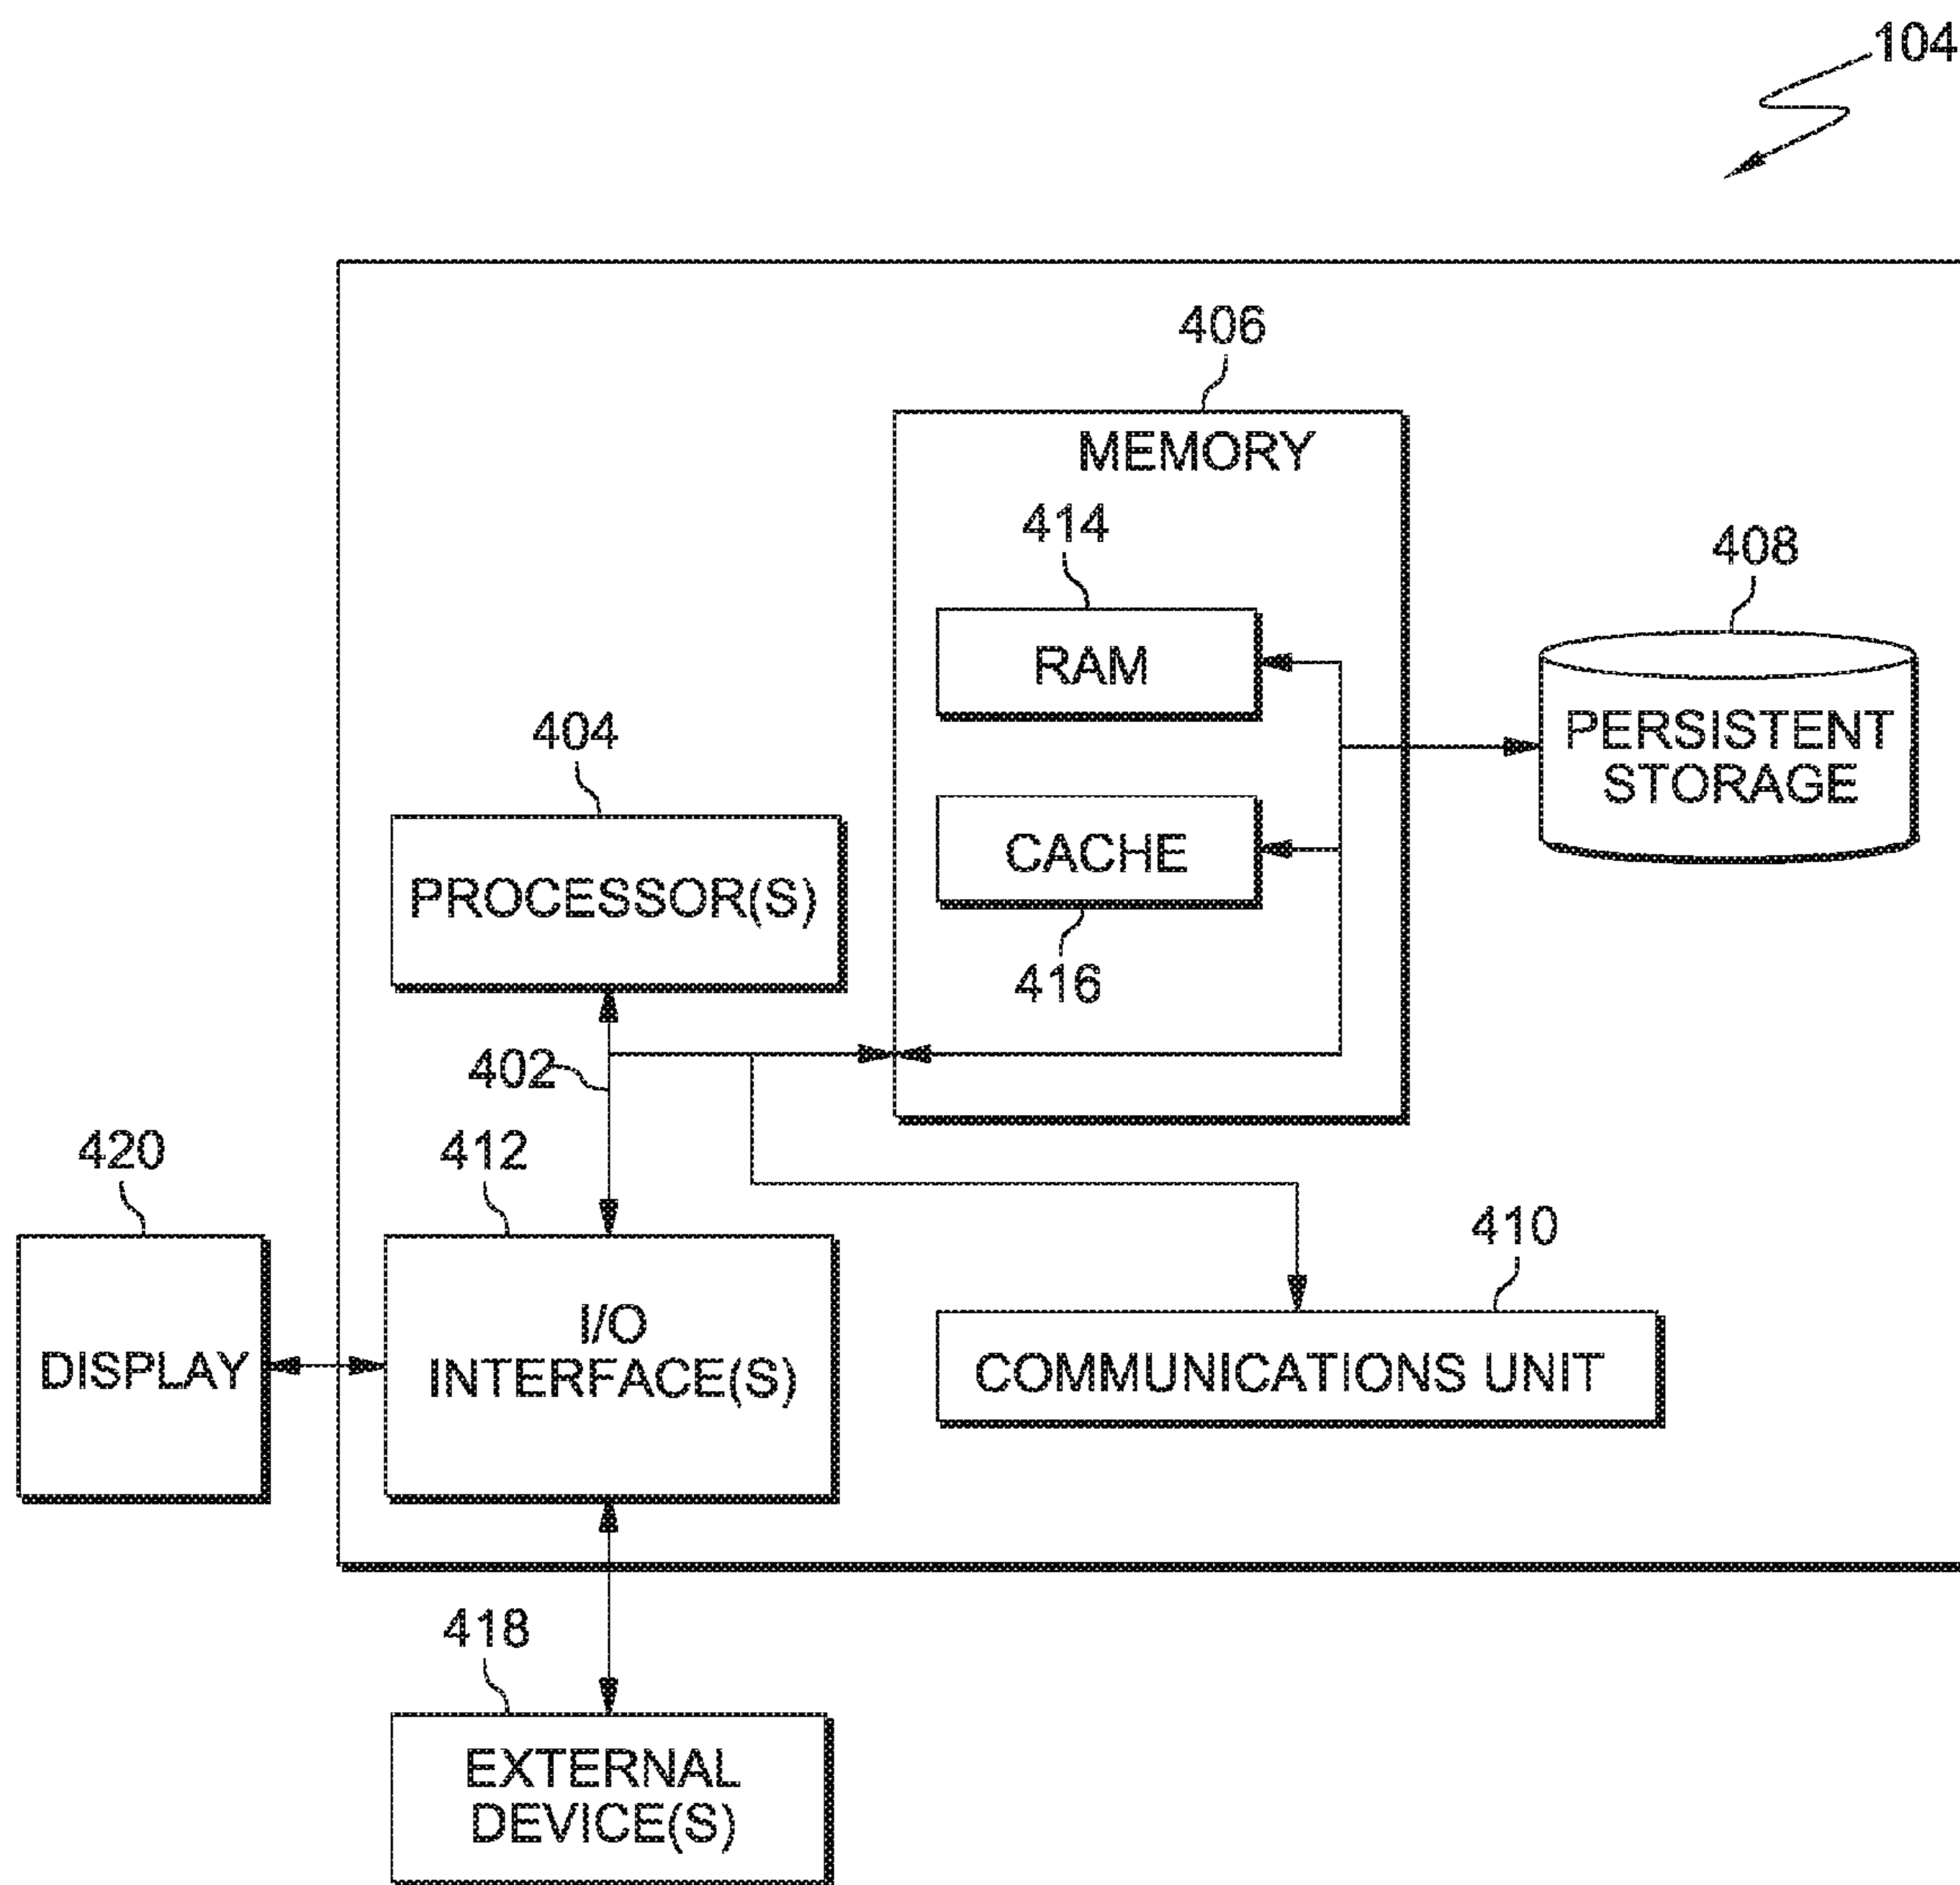 104
406
MEMORY
414
408
RAM
PERSISTENT
STORAGE
404
CACHE
PROCESSOR(S)
416
402
420
412
410
I/O
INTERFACE(S)
DISPLAY
COMMUNICATIONS UNIT
418
EXTERNAL
DEVICE(S)